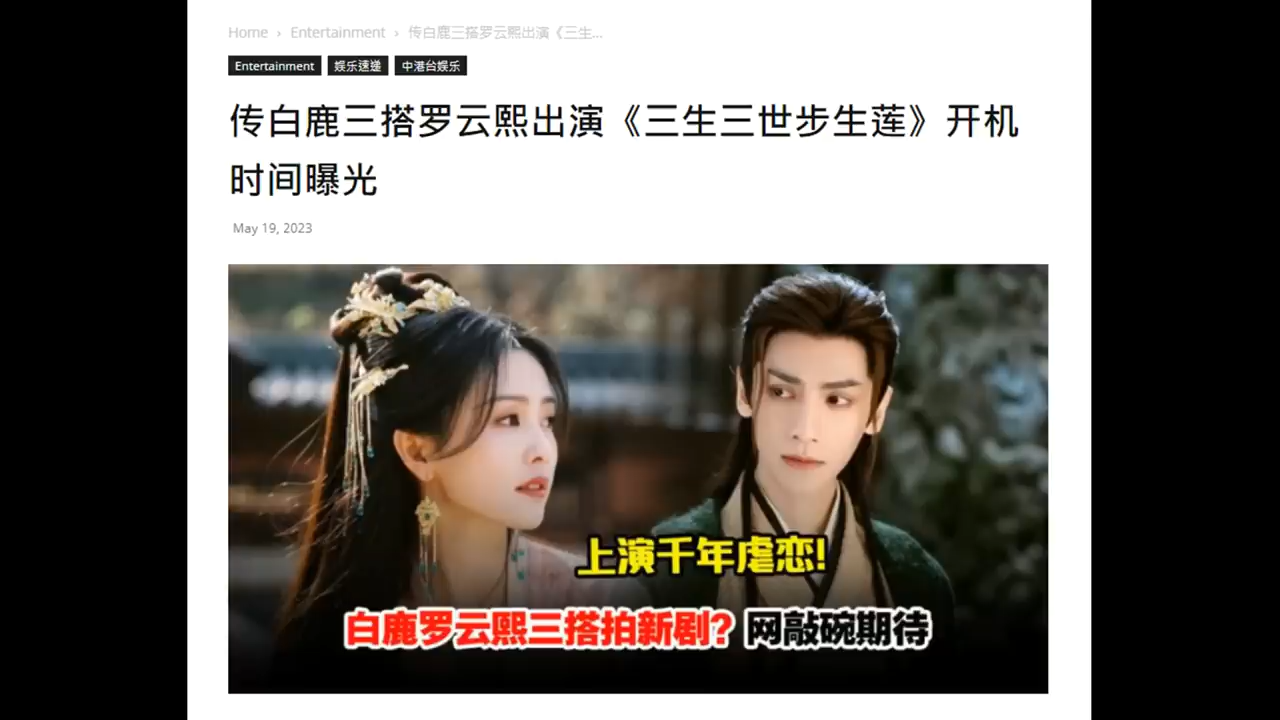 Home › Entertainment › 传白鹿三搭罗云熙出演《三生...
Entertainment 娱乐速递 中港台娱乐
传白鹿三搭罗云熙出演《三生三世步生莲》开机
时间曝光
May 19, 2023
上演千年虐恋!
白鹿罗云熙三搭拍新剧? 网敲碗期待